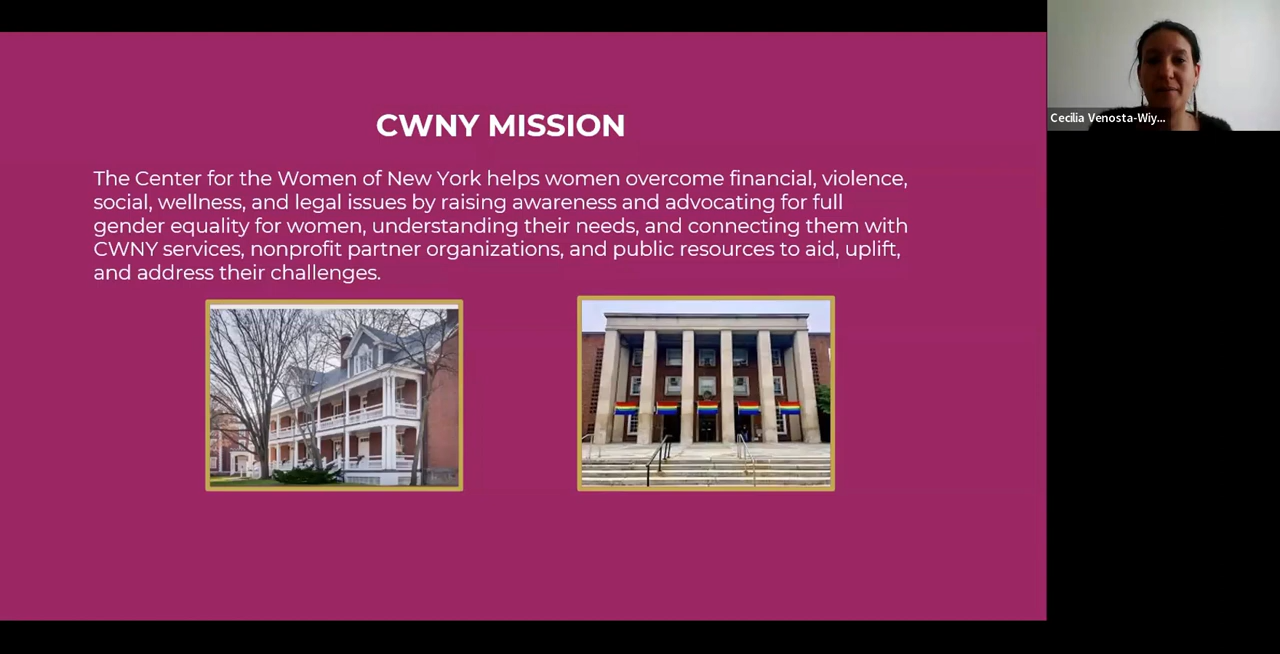 CWNY MISSION
The Center for the Women of New York helps women overcome financial, violence,
social, wellness, and legal issues by raising awareness and advocating for full
gender equality for women, understanding their needs, and connecting them with
CWNY services, nonprofit partner organizations, and public resources to aid, uplift,
and address their challenges.
Cecilia Venosta-Wiy...